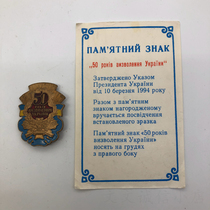 ПАМ'ЯТНИЙ ЗНАК
„50 років визволення України"
Затверджено Указом
Президента України
від 10 березня 1994 року
Разом з пам'ятним
знаком нагородженому
вручається посвідчення
встановленого зразка
Пам'ятний знак «50 років
визволення України»
носять на грудях
з правого боку
50